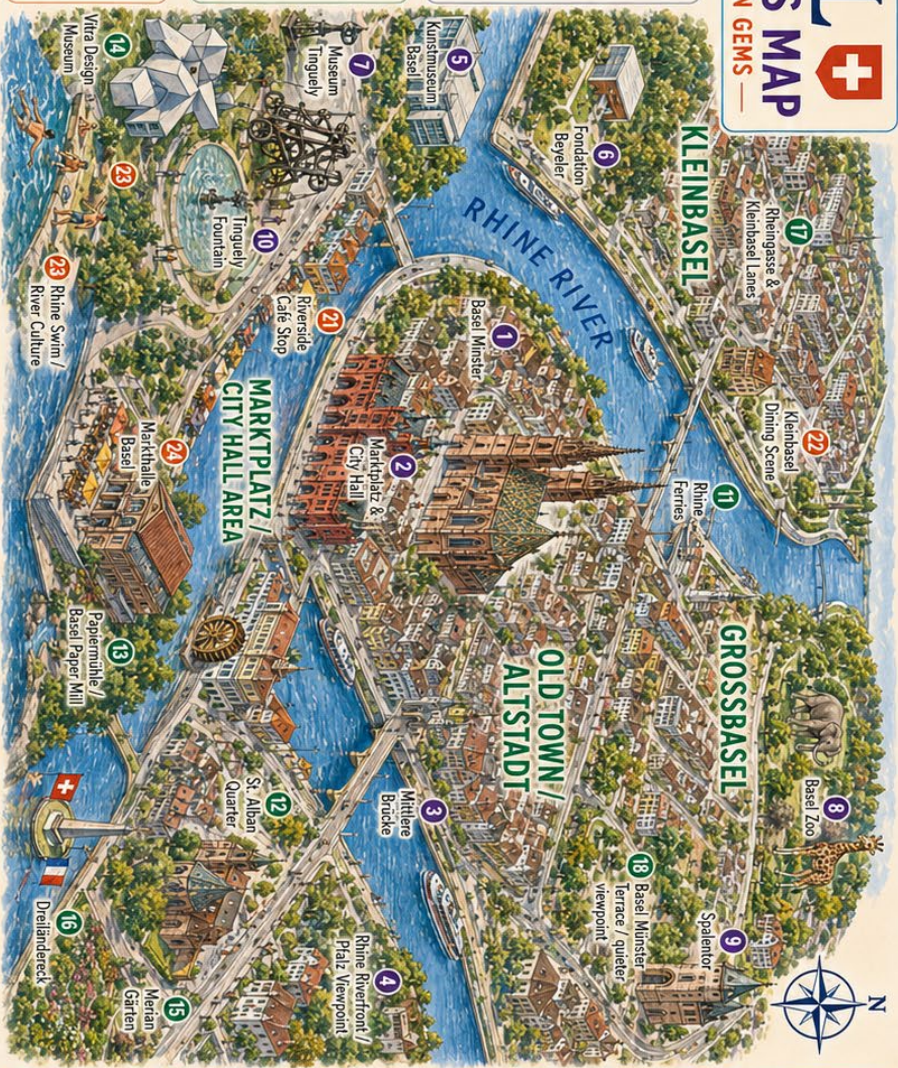 L
S MAP
N GEMS —
KLEINBASEL
17
Rheingasse &
Kleinbasel Lanes
6
Fondation
Beyeler
5
Kunstmuseum
Basel
7
Museum
Tinguely
14
Vitra Design
Museum
RHINE RIVER
22
Kleinbasel
Dining Scene
11
Rhine
Ferries
1
Basel Minster
2
Marktplatz &
City Hall
21
Riverside
Café Stop
10
Tinguely
Fountain
23
23 Rhine Swim /
River Culture
MARKTPLATZ /
CITY HALL AREA
24
Markthalle
Basel
GROSSBASEL
OLD TOWN /
ALTSTADT
8
Basel Zoo
18 Basel Münster
Terrace / quieter
viewpoint
9
Spalentor
3
Mittlere
Brücke
13
Papiermühle /
Basel Paper Mill
12
St. Alban
Quarter
4
Rhine Riverfront /
Pfalz Viewpoint
15
Merian
Gärten
16
Dreiländereck
N